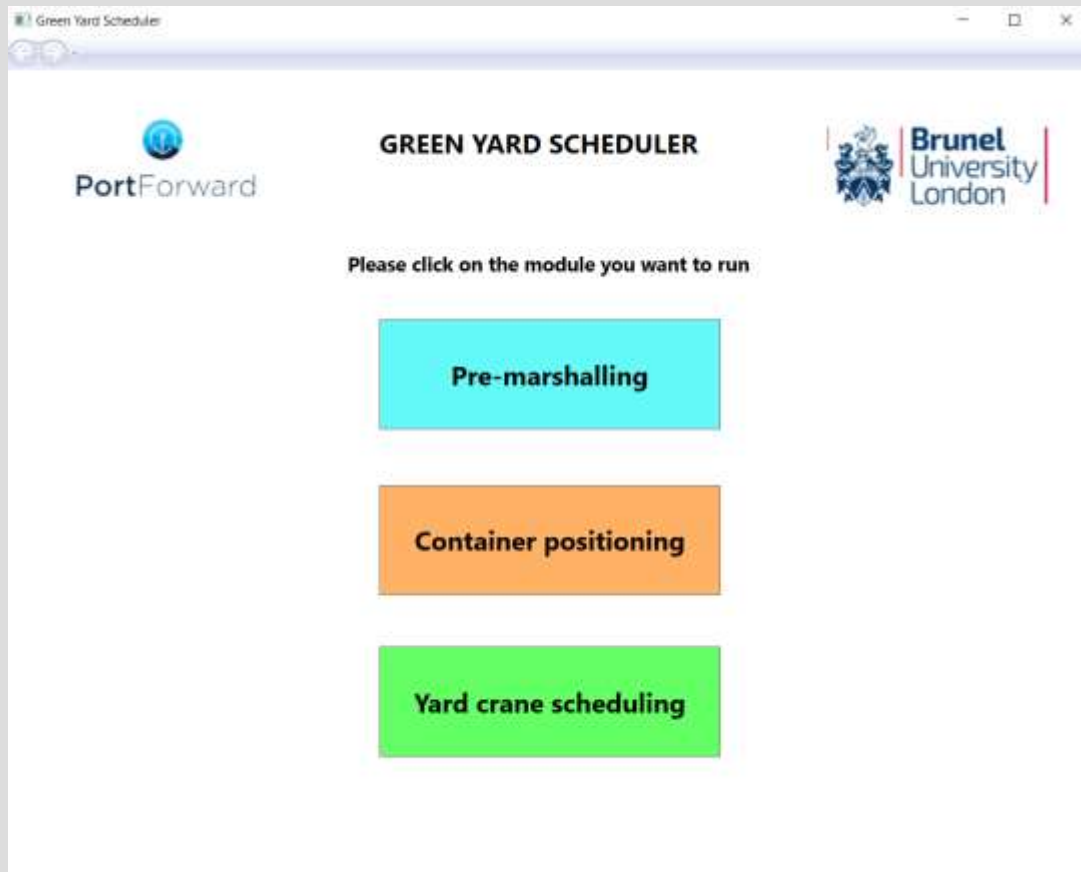 Green Yard Scheduler
PortForward
GREEN YARD SCHEDULER
Brunel
University
London
Please click on the module you want to run
Pre-marshalling
Container positioning
Yard crane scheduling